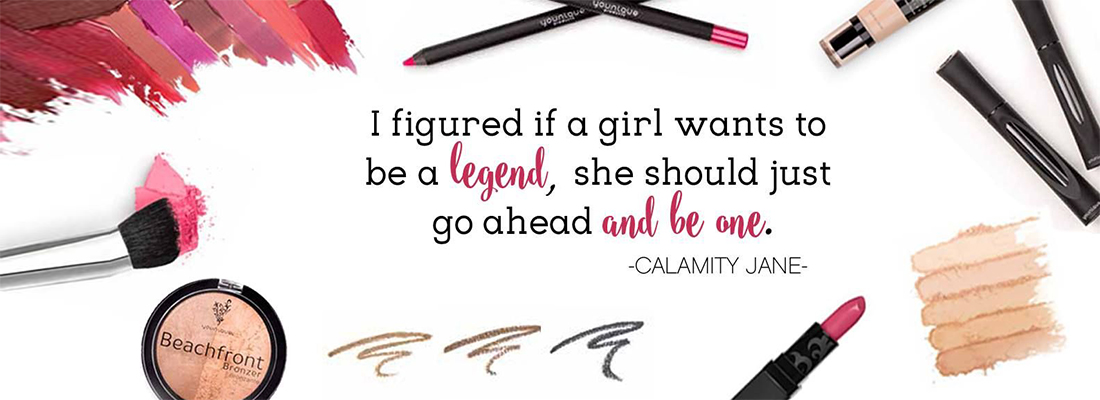 younique
younique
I figured if a girl wants to
be a legend, she should just
go ahead and be one.
-CALAMITY JANE-
Beachfront
Bronzer